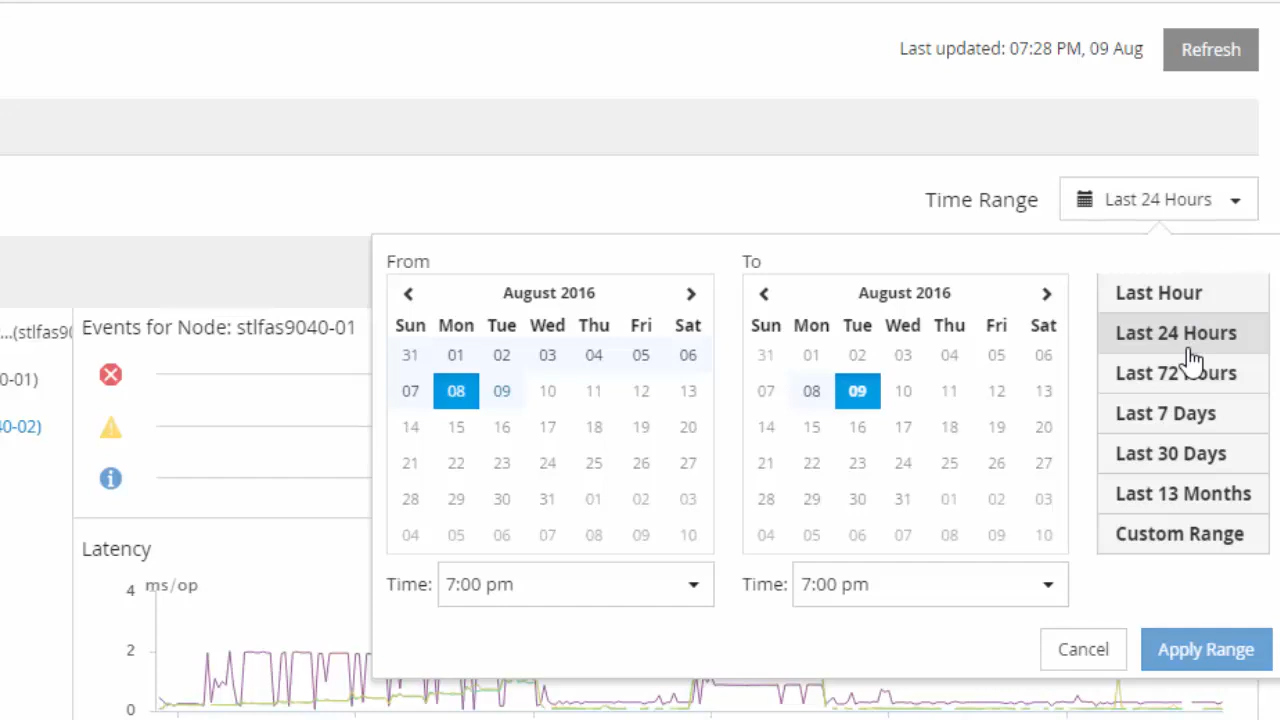 Last updated: 07:28 PM, 09 Aug
Refresh
Time Range
Last 24 Hours
From
August 2016
Sun Mon Tue Wed Thu Fri Sat
31 01 02 03 04 05 06
07 08 09 10 11 12 13
14 15 16 17 18 19 20
21 22 23 24 25 26 27
28 29 30 31 01 02 03
04 05 06 07 08 09 10
Time: 7:00 pm
To
August 2016
Sun Mon Tue Wed Thu Fri Sat
31 01 02 03 04 05 06
07 08 09 10 11 12 13
14 15 16 17 18 19 20
21 22 23 24 25 26 27
28 29 30 31 01 02 03
04 05 06 07 08 09 10
Time: 7:00 pm
Last Hour
Last 24 Hours
Last 72 Hours
Last 7 Days
Last 30 Days
Last 13 Months
Custom Range
Cancel
Apply Range
...(stlfas90
0-01)
40-02)
Events for Node: stlfas9040-01
Latency
ms/op
4
2
0